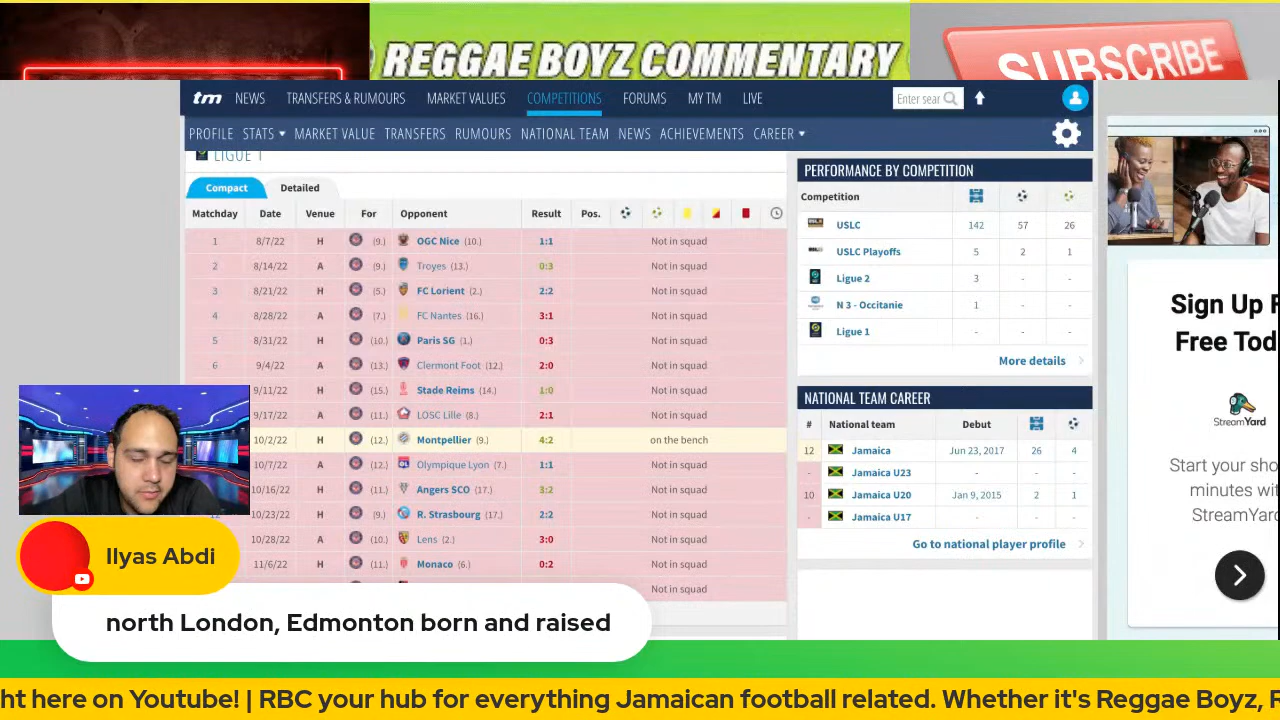 REGGAE BOYZ COMMENTARY
SUBSCRIBE
tm NEWS TRANSFERS & RUMOURS MARKET VALUES COMPETITIONS FORUMS MY TM LIVE Enter sear
PROFILE STATS MARKET VALUE TRANSFERS RUMOURS NATIONAL TEAM NEWS ACHIEVEMENTS CAREER
LIGUE 1
Compact Detailed
Matchday Date Venue For Opponent Result Pos.
1 8/7/22 H (9.) OGC Nice (10.) 1:1 Not in squad
2 8/14/22 A (9.) Troyes (13.) 0:3 Not in squad
3 8/21/22 H (5.) FC Lorient (2.) 2:2 Not in squad
4 8/28/22 A (7.) FC Nantes (16.) 3:1 Not in squad
5 8/31/22 H (10.) Paris SG (1.) 0:3 Not in squad
6 9/4/22 A (13.) Clermont Foot (12.) 2:0 Not in squad
9/11/22 H (15.) Stade Reims (14.) 1:0 Not in squad
9/17/22 A (11.) LOSC Lille (8.) 2:1 Not in squad
10/2/22 H (12.) Montpellier (9.) 4:2 on the bench
10/7/22 A (12.) Olympique Lyon (7.) 1:1 Not in squad
10/16/22 H (11.) Angers SCO (17.) 3:2 Not in squad
10/23/22 H (9.) R. Strasbourg (17.) 2:2 Not in squad
10/28/22 A (11.) Lens (2.) 3:0 Not in squad
11/6/22 H (11.) Monaco (6.) 0:2 Not in squad
Not in squad
PERFORMANCE BY COMPETITION
Competition
USLC 142 57 26
USLC Playoffs 5 2 1
Ligue 2 3 - -
N 3 - Occitanie 1 - -
Ligue 1 - - -
More details
NATIONAL TEAM CAREER
# National team Debut
12 Jamaica Jun 23, 2017 26 4
- Jamaica U23 - - -
10 Jamaica U20 Jan 9, 2015 2 1
- Jamaica U17 - - -
Go to national player profile
Sign Up F
Free Tod
StreamYard
Start your sho
minutes wit
StreamYard
Ilyas Abdi
north London, Edmonton born and raised
ht here on Youtube! | RBC your hub for everything Jamaican football related. Whether it's Reggae Boyz, R